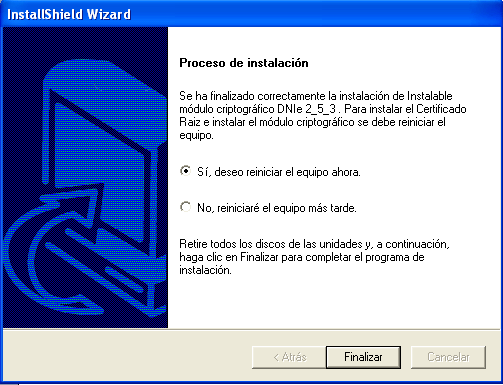 InstallShield Wizard
Proceso de instalación
Se ha finalizado correctamente la instalación de Instalable
módulo criptográfico DNIe 2_5_3 . Para instalar el Certificado
Raiz e instalar el módulo criptográfico se debe reiniciar el
equipo.
Sí, deseo reiniciar el equipo ahora.
No, reiniciaré el equipo más tarde.
Retire todos los discos de las unidades y, a continuación,
haga clic en Finalizar para completar el programa de
instalación.
< Atrás
Finalizar
Cancelar